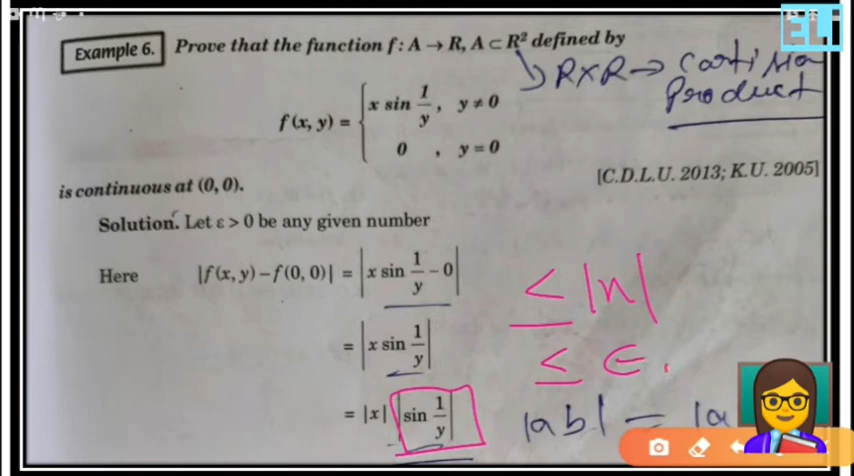 ELI
Example 6. Prove that the function f : A → R, A ⊂ R² defined by
→ R×R → Cartisian
Product
f (x, y) = { x sin 1/y , y ≠ 0
0 , y = 0
is continuous at (0, 0).
[C.D.L.U. 2013; K.U. 2005]
Solution. Let ε > 0 be any given number
Here |f (x, y) – f (0, 0)| = |x sin 1/y – 0|
≤ |x|
= |x sin 1/y|
≤ ∈.
= |x| |sin 1/y|
|ab| = |a